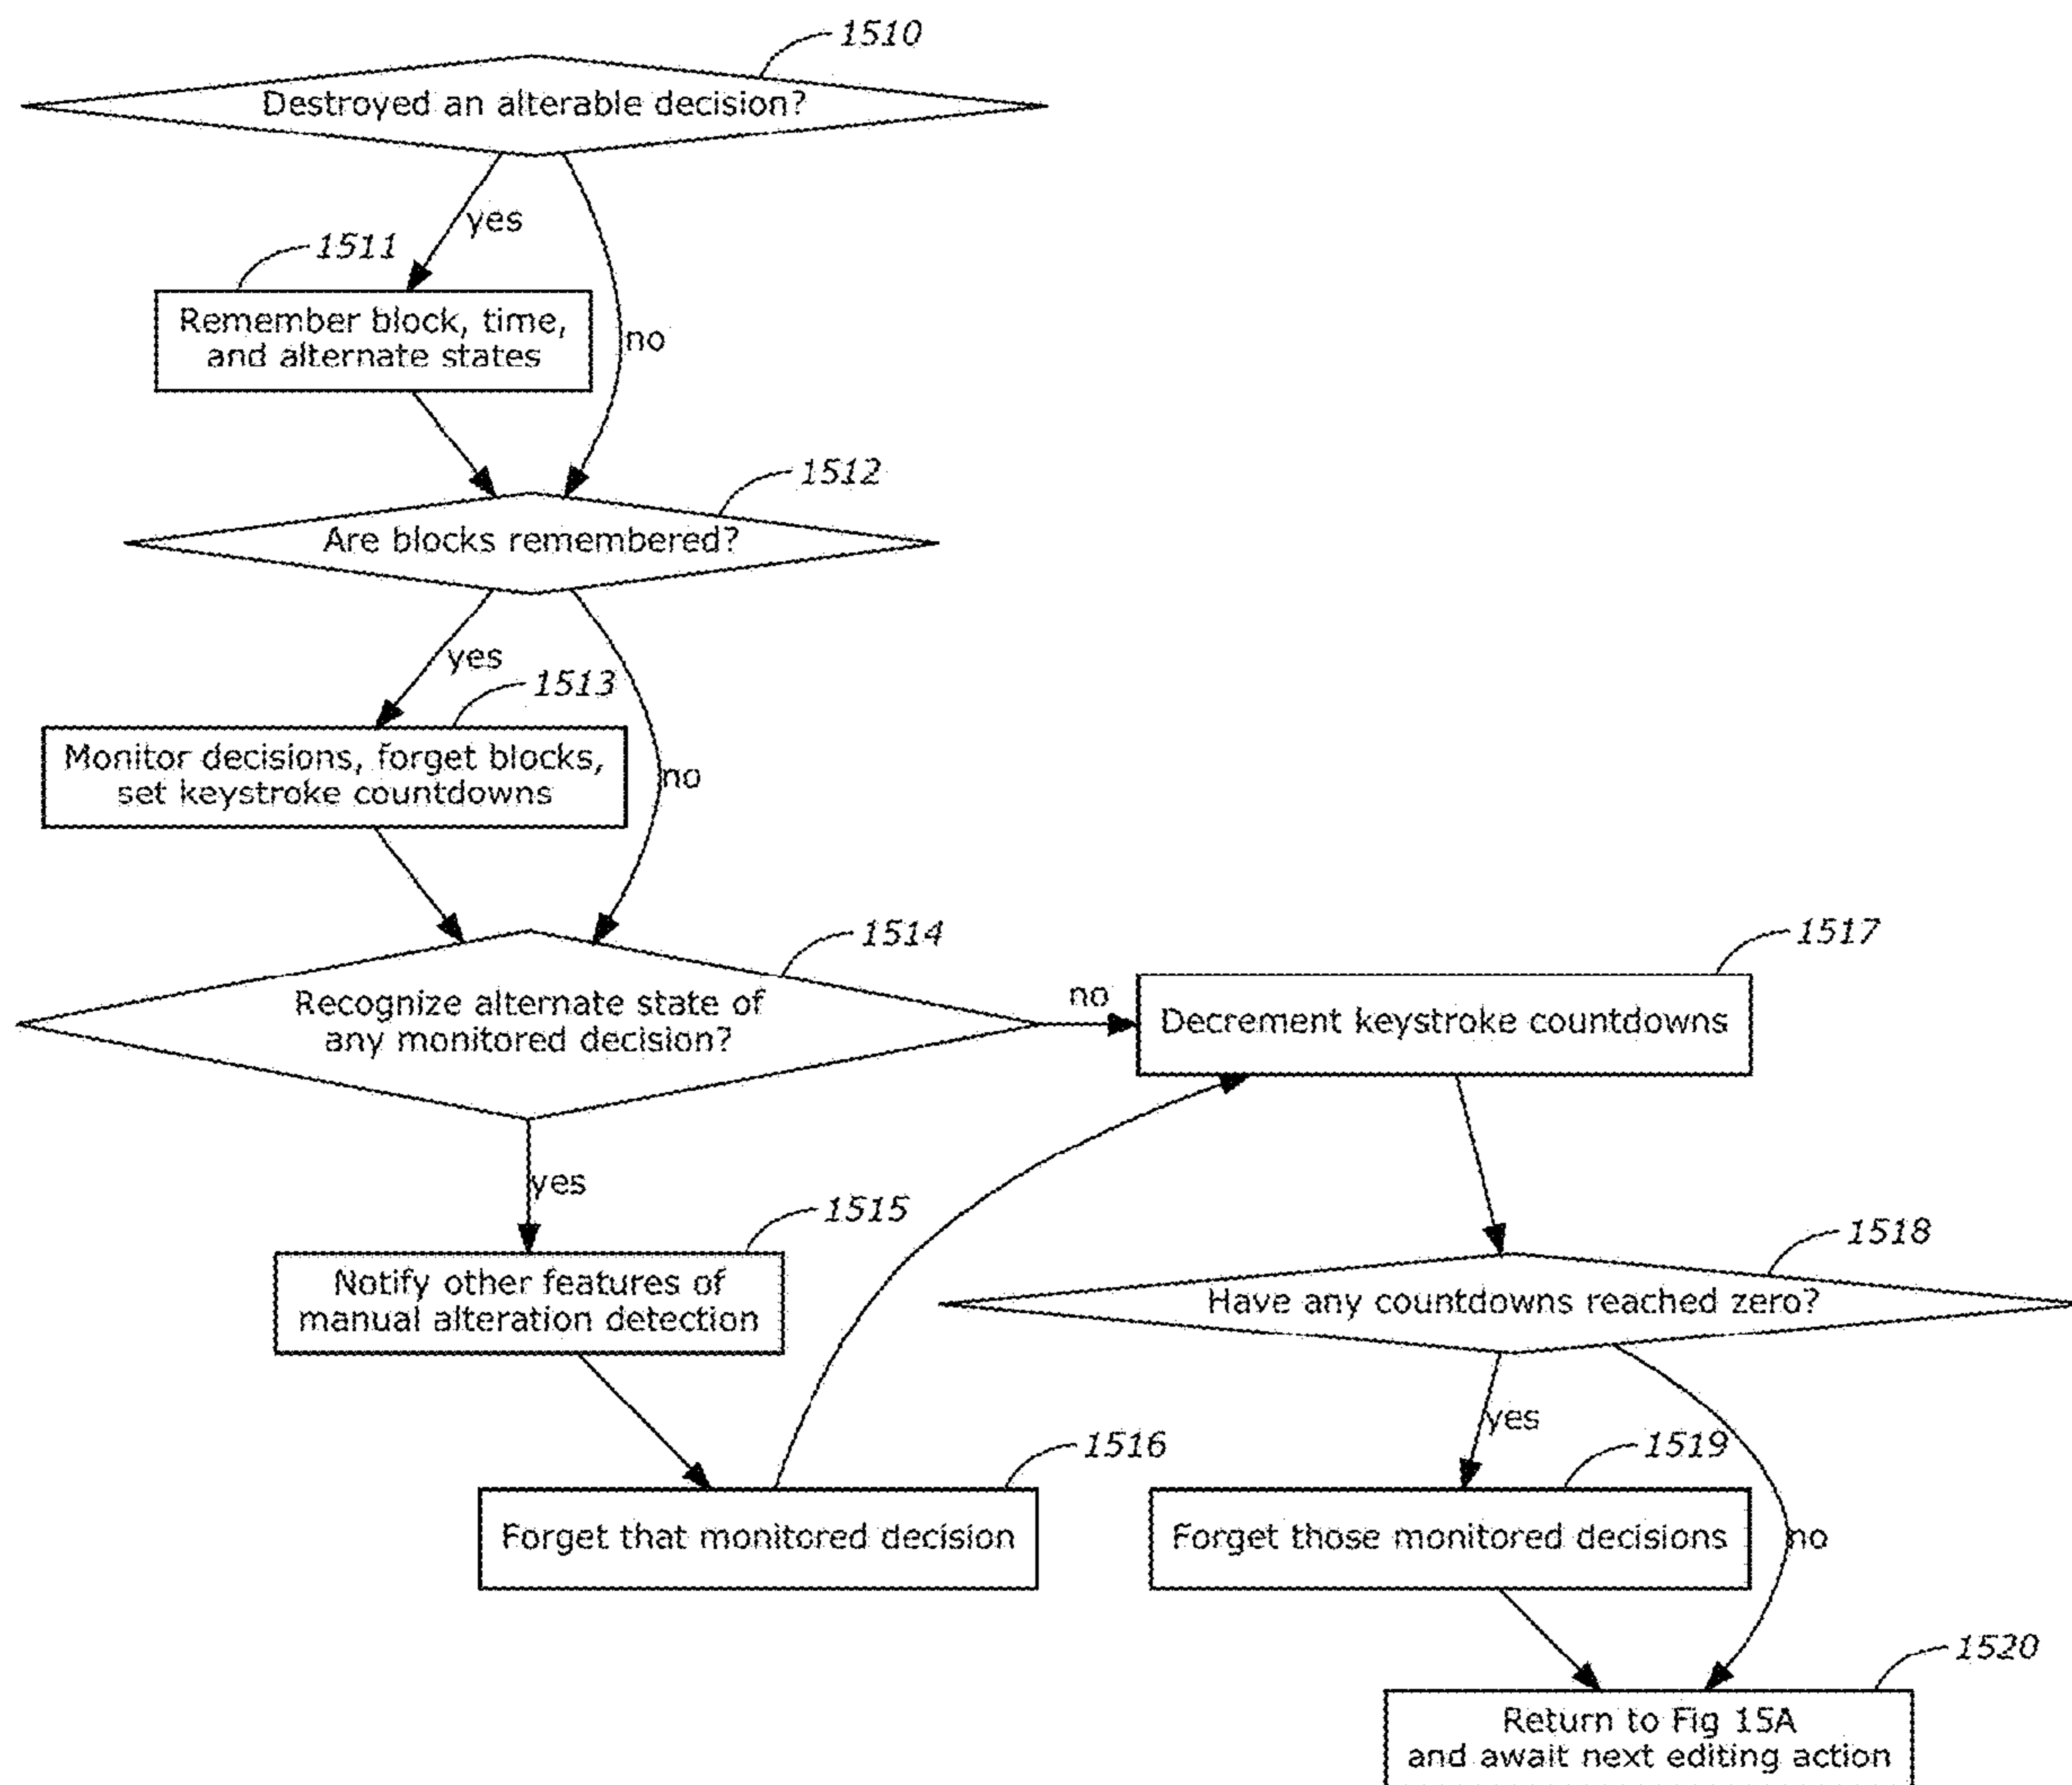 1510
Destroyed an alterable decision?
yes
1511
Remember block, time,
and alternate states
no
1512
Are blocks remembered?
yes
1513
Monitor decisions, forget blocks,
set keystroke countdowns
no
1514
Recognize alternate state of
any monitored decision?
no
1517
Decrement keystroke countdowns
yes
1515
Notify other features of
manual alteration detection
1518
Have any countdowns reached zero?
yes
1516
Forget that monitored decision
1519
Forget those monitored decisions
no
1520
Return to Fig 15A
and await next editing action